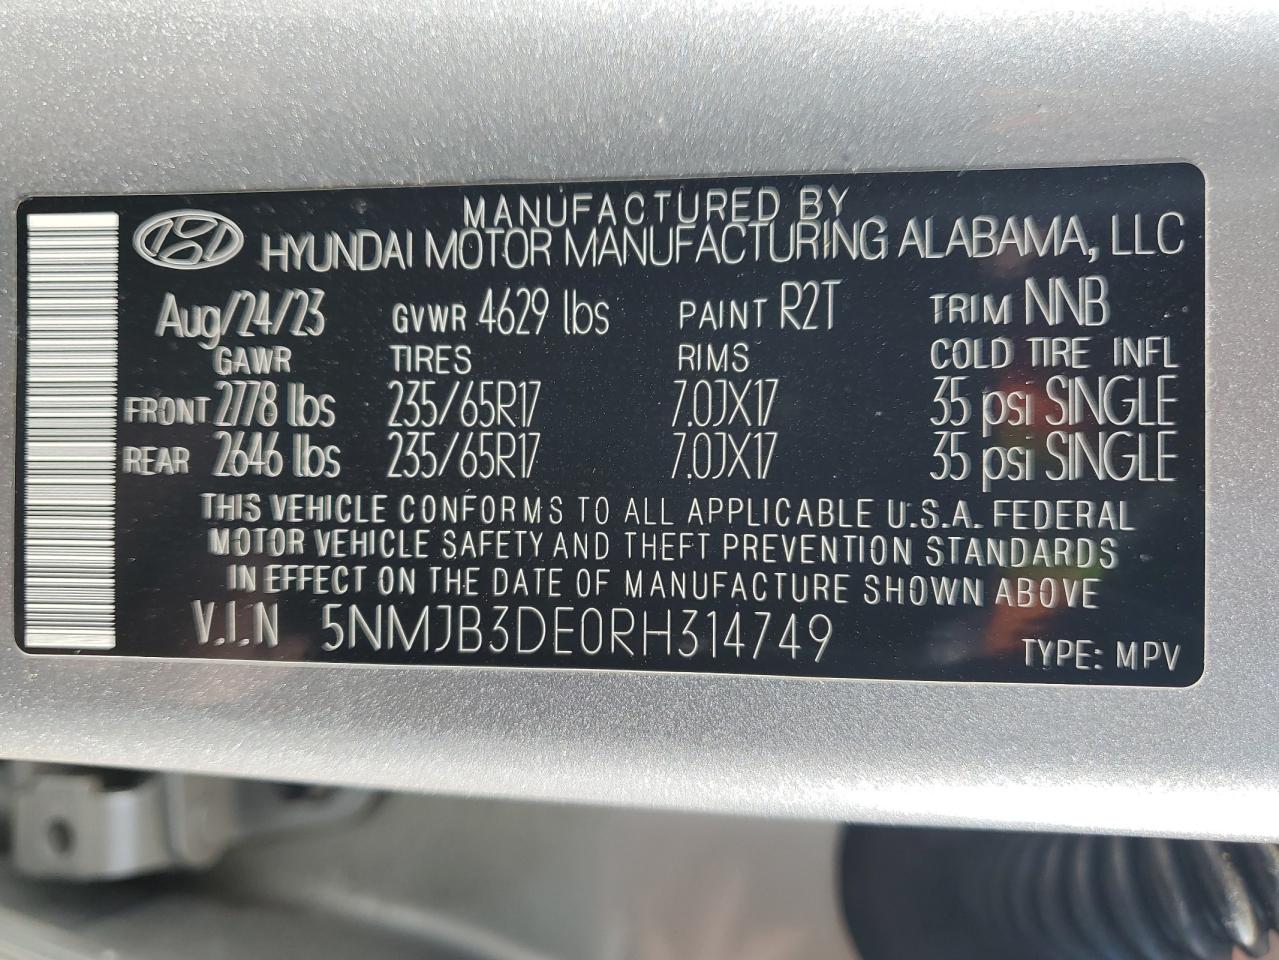 MANUFACTURED BY
HYUNDAI MOTOR MANUFACTURING ALABAMA, LLC
Aug/24/23 GVWR 4629 lbs PAINT R2T TRIM NNB
GAWR TIRES RIMS COLD TIRE INFL
FRONT 2778 lbs 235/65R17 7.0JX17 35 psi SINGLE
REAR 2646 lbs 235/65R17 7.0JX17 35 psi SINGLE
THIS VEHICLE CONFORMS TO ALL APPLICABLE U.S.A. FEDERAL
MOTOR VEHICLE SAFETY AND THEFT PREVENTION STANDARDS
IN EFFECT ON THE DATE OF MANUFACTURE SHOWN ABOVE
V.I.N 5NMJB3DE0RH314749
TYPE: MPV